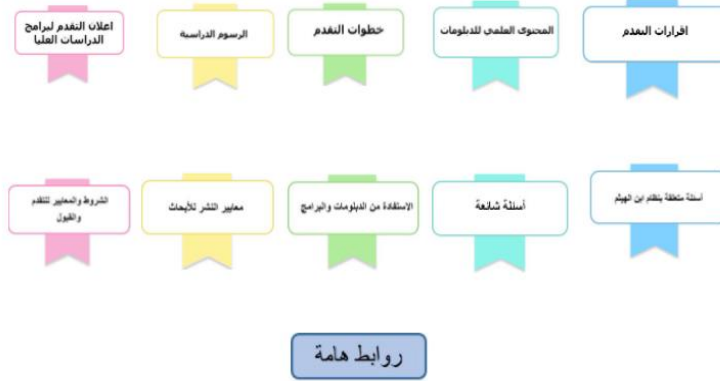 اعلان التقدم لبرامج
الدراسات العليا
الرسوم الدراسية
خطوات التقدم
المحتوى العلمي للدبلومات
اقرارات التقدم
الشروط والمعايير للتقدم
والقبول
معايير النشر للأبحاث
الاستفادة من الدبلومات والبرامج
أسئلة شائعة
أسئلة متعلقة بنظام ابن الهيثم
روابط هامة